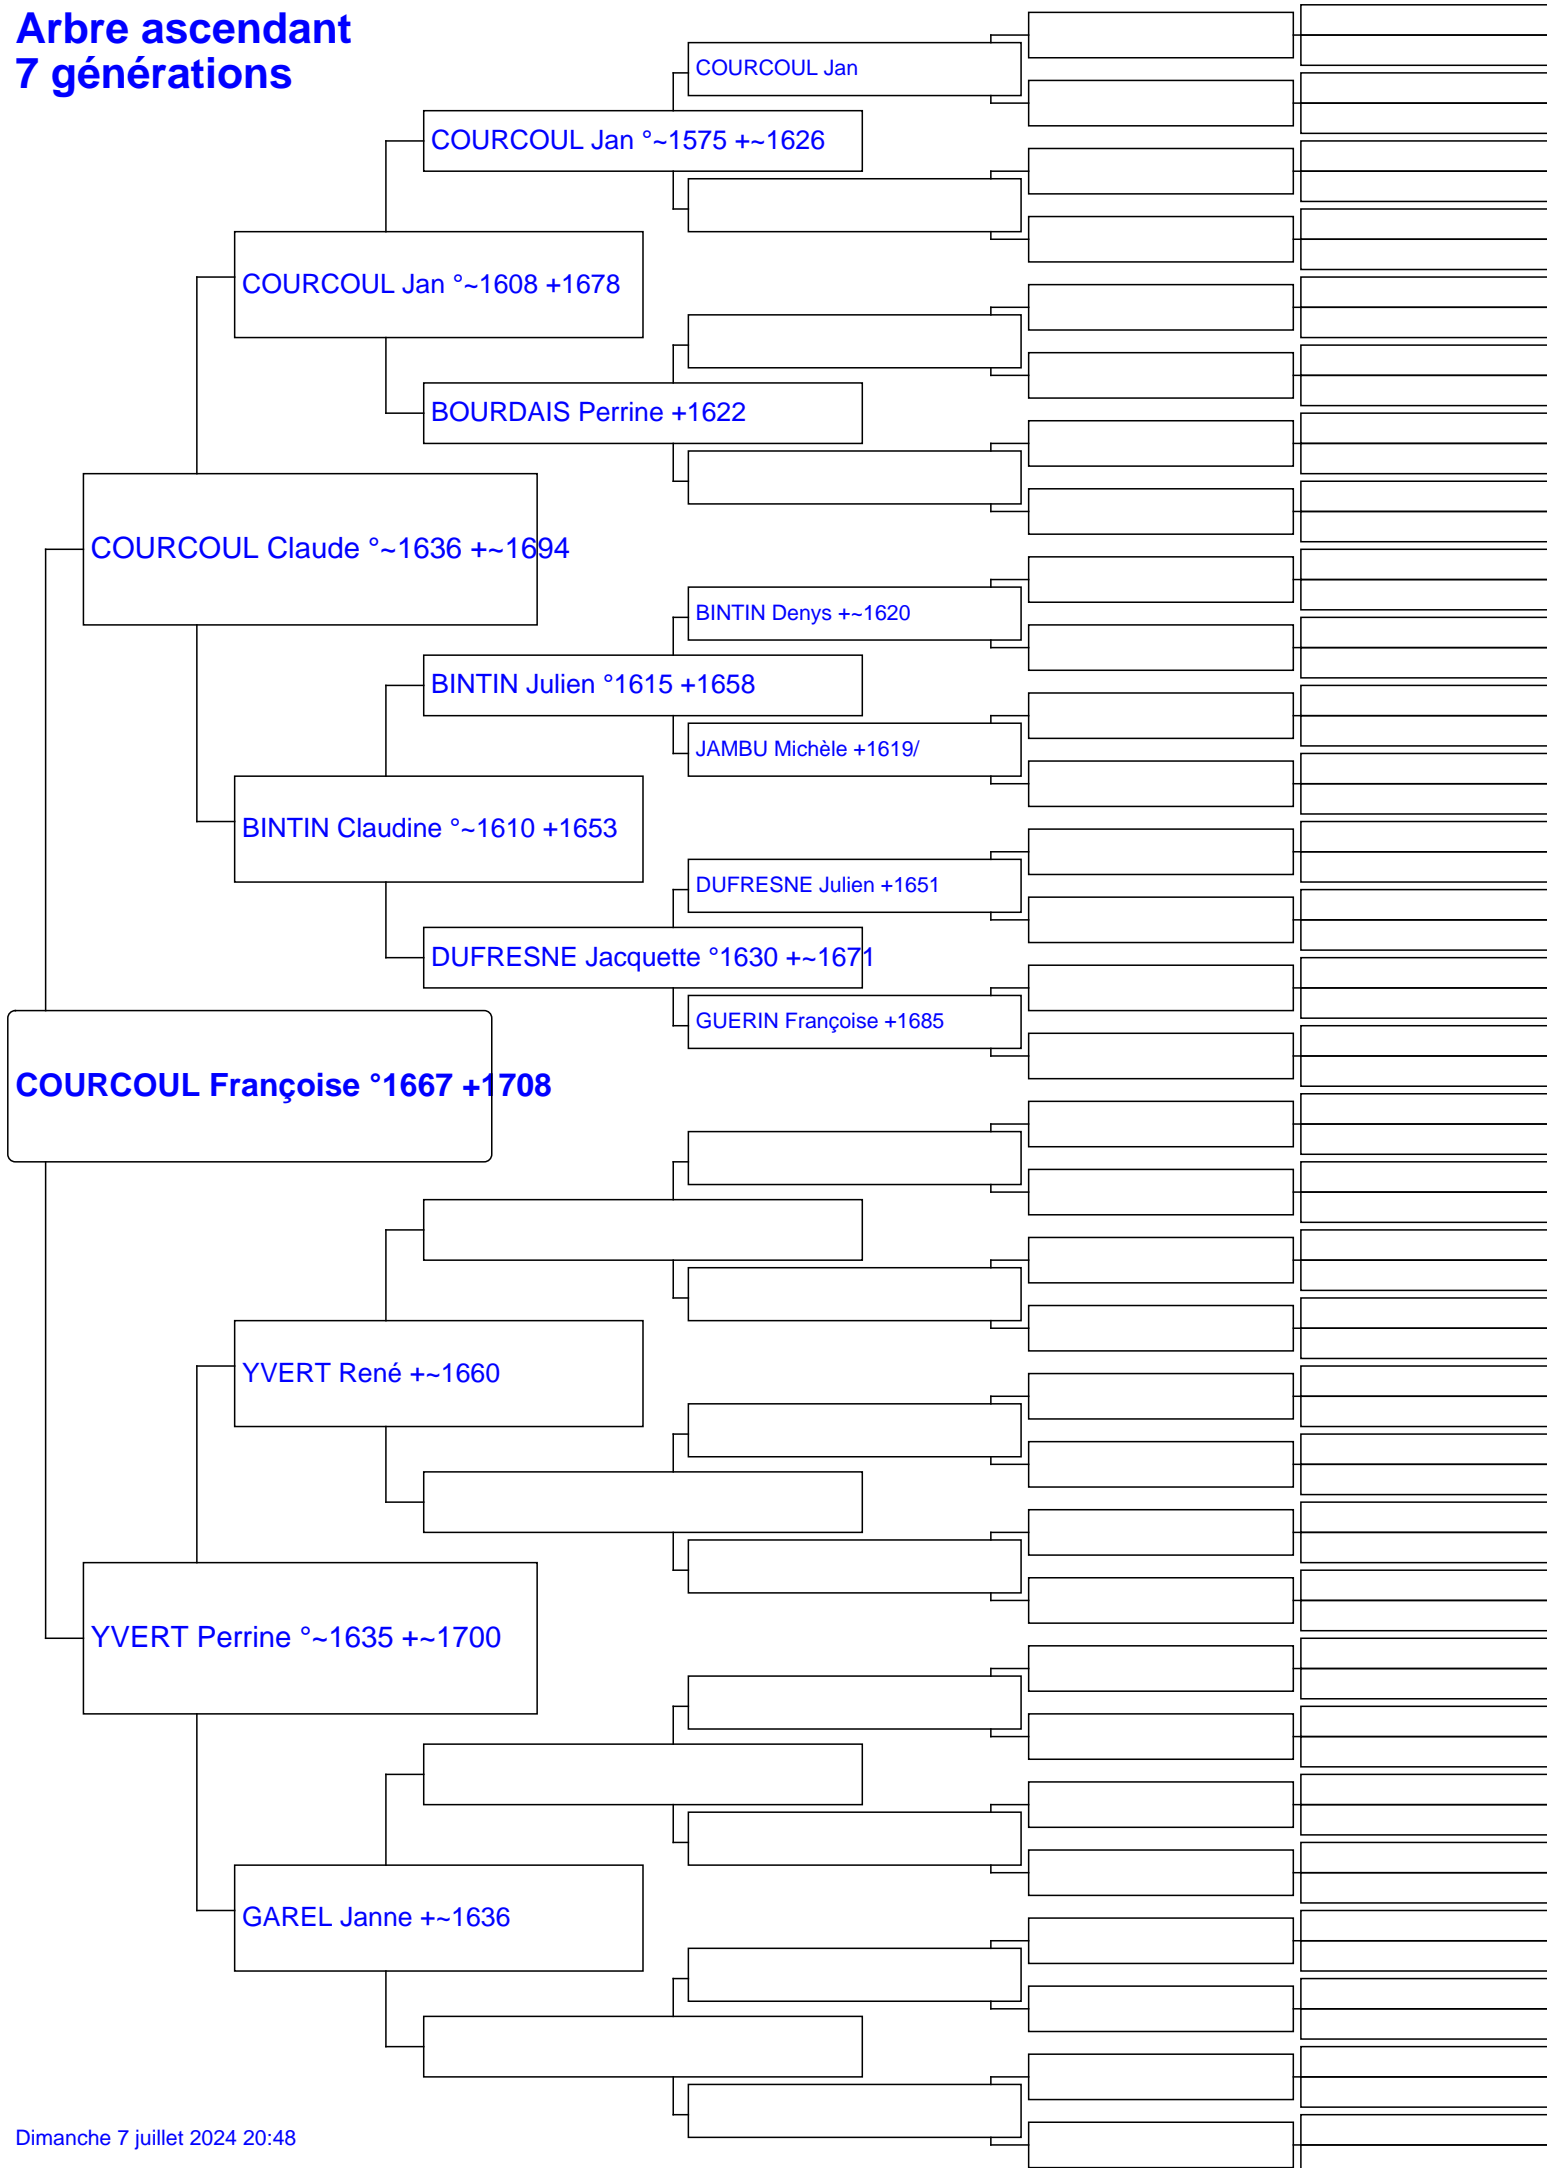 Arbre ascendant
7 générations
COURCOUL Jan
COURCOUL Jan °~1575 +~1626
COURCOUL Jan °~1608 +1678
BOURDAIS Perrine +1622
COURCOUL Claude °~1636 +~1694
BINTIN Denys +~1620
BINTIN Julien °1615 +1658
JAMBU Michèle +1619/
BINTIN Claudine °~1610 +1653
DUFRESNE Julien +1651
DUFRESNE Jacquette °1630 +~1671
GUERIN Françoise +1685
COURCOUL Françoise °1667 +1708
YVERT René +~1660
YVERT Perrine °~1635 +~1700
GAREL Janne +~1636
Dimanche 7 juillet 2024 20:48